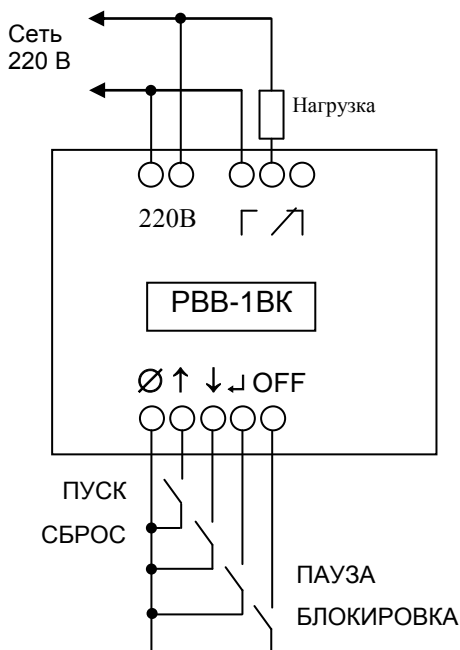 Сеть
220 В
Нагрузка
220В
РВВ-1ВК
Ø ↑ ↓ ↵ OFF
ПУСК
СБРОС
ПАУЗА
БЛОКИРОВКА